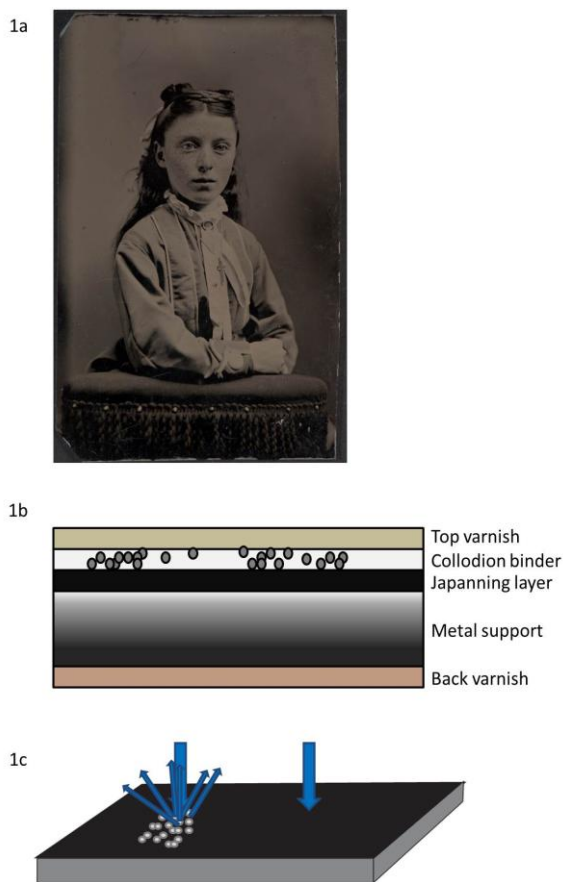 1a
1b
Top varnish
Collodion binder
Japanning layer
Metal support
Back varnish
1c